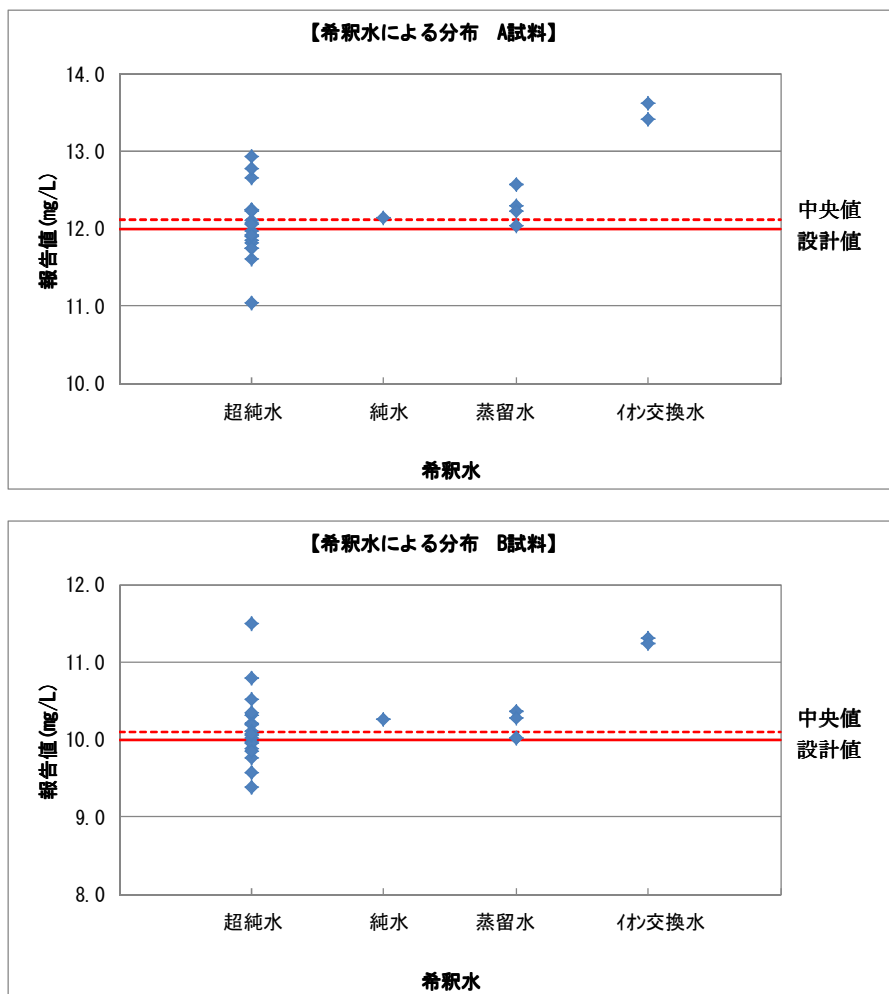 【希釈水による分布 A試料】
14.0
13.0
12.0
11.0
10.0
報告値(mg/L)
中央値
設計値
超純水 純水 蒸留水 ｲｵﾝ交換水
希釈水
【希釈水による分布 B試料】
12.0
11.0
10.0
9.0
8.0
報告値(mg/L)
中央値
設計値
超純水 純水 蒸留水 ｲｵﾝ交換水
希釈水